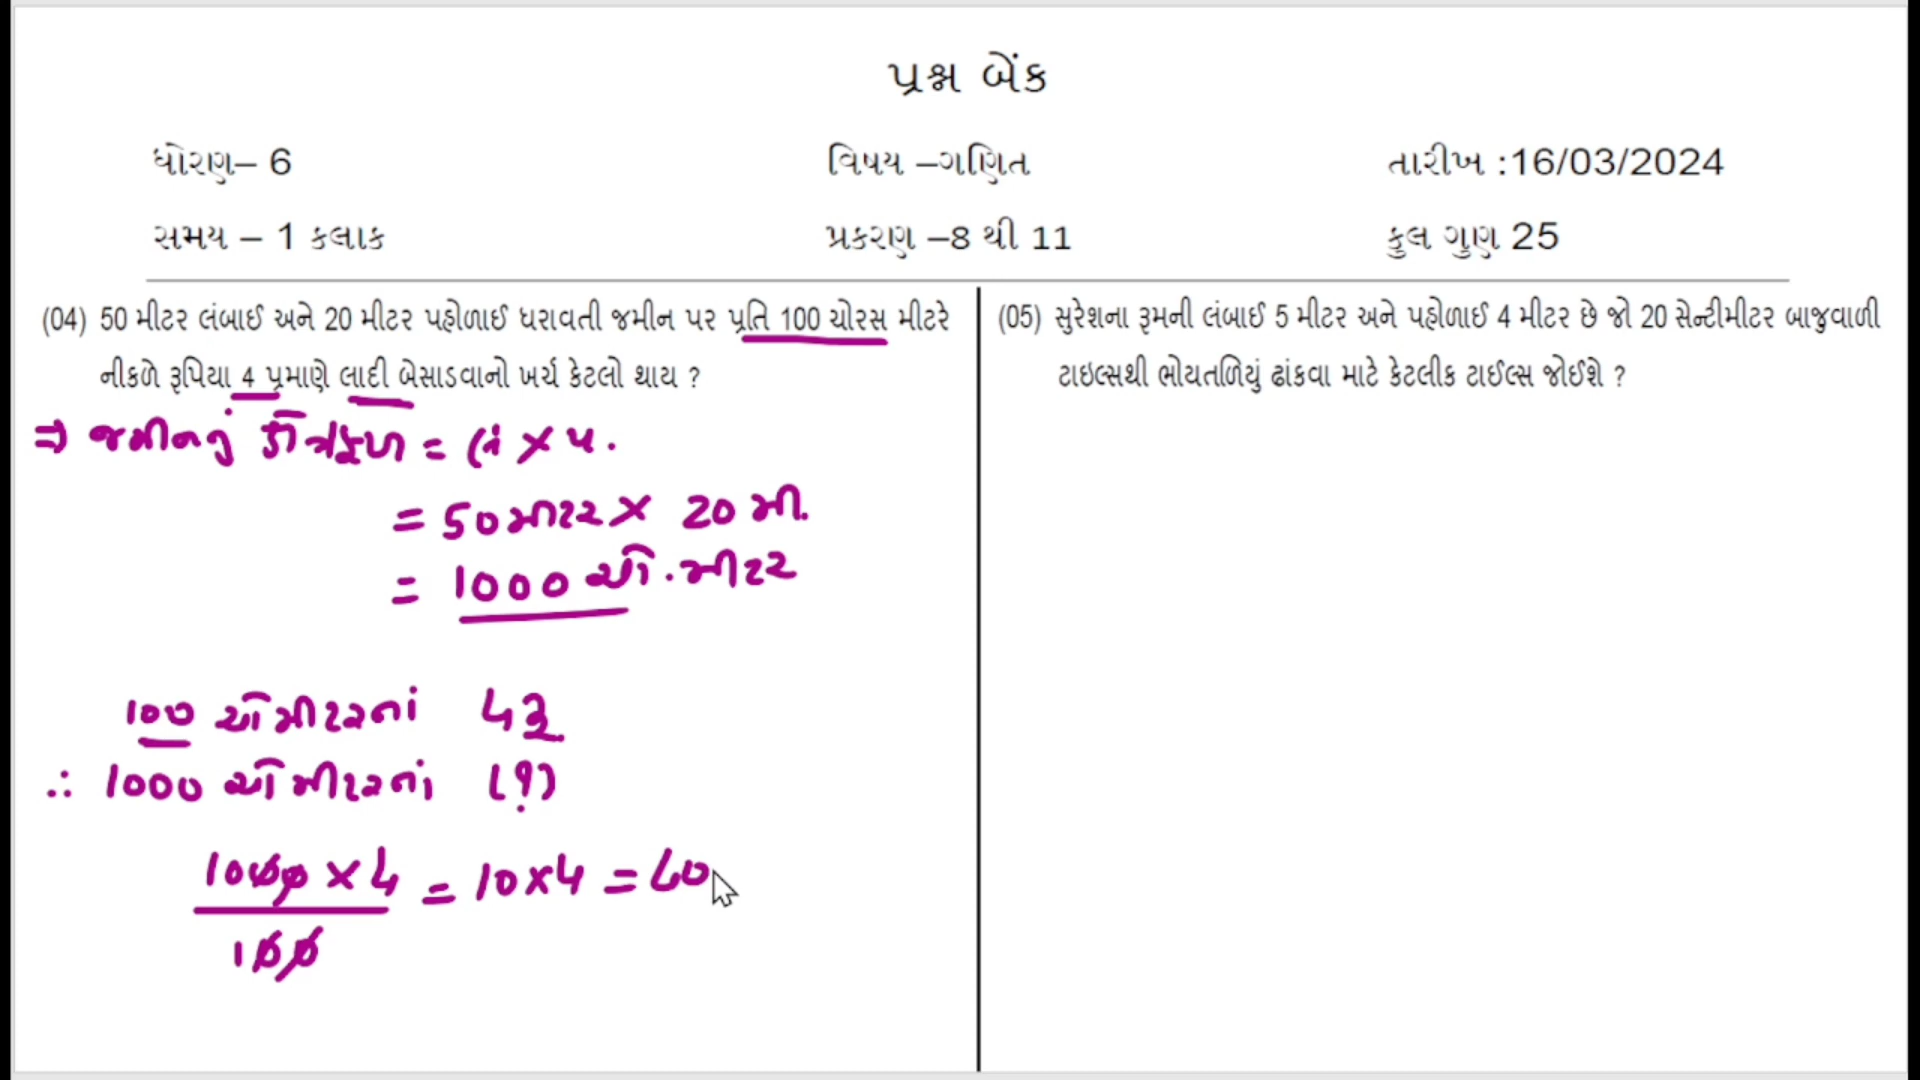 પ્રશ્ન બેંક
ધોરણ– 6 વિષય –ગણિત તારીખ :16/03/2024
સમય – 1 કલાક પ્રકરણ –8 થી 11 કુલ ગુણ 25
(04) 50 મીટર લંબાઈ અને 20 મીટર પહોળાઈ ધરાવતી જમીન પર પ્રતિ 100 ચોરસ મીટરે
નીકળે રૂપિયા 4 પ્રમાણે લાદી બેસાડવાનો ખર્ચ કેટલો થાય ?
⇒ જમીનનું ક્ષેત્રફળ = લં × પ.
= 50 મીટર × 20 મી.
= 1000 ચો. મીટર
100 ચો મીટરનાં 4 રૂ
∴ 1000 ચો મીટરનાં (?)
1000 × 4 = 10 × 4 = 40
100
(05) સુરેશના રૂમની લંબાઈ 5 મીટર અને પહોળાઈ 4 મીટર છે જો 20 સેન્ટીમીટર બાજુવાળી
ટાઇલ્સથી ભોયતળિયું ઢાંકવા માટે કેટલીક ટાઈલ્સ જોઈશે ?